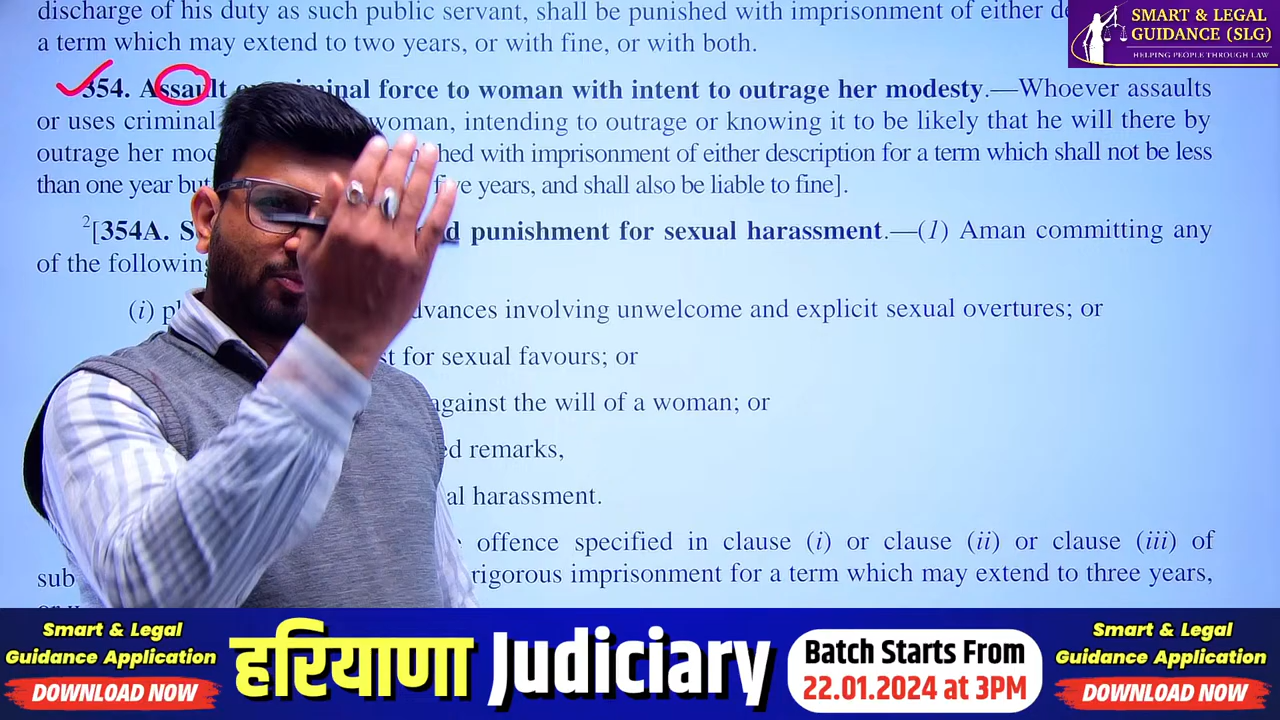 discharge of his duty as such public servant, shall be punished with imprisonment of either
a term which may extend to two years, or with fine, or with both.
SMART & LEGAL
GUIDANCE (SLG)
HELPING PEOPLE THROUGH LAW
354. Assault criminal force to woman with intent to outrage her modesty.—Whoever assaults
or uses criminal woman, intending to outrage or knowing it to be likely that he will there by
outrage her with imprisonment of either description for a term which shall not be less
than one year but five years, and shall also be liable to fine].
2[354A. punishment for sexual harassment.—(1) Aman committing any
of the following
(i) involving unwelcome and explicit sexual overtures; or
for sexual favours; or
against the will of a woman; or
remarks,
harassment.
offence specified in clause (i) or clause (ii) or clause (iii) of
sub rigorous imprisonment for a term which may extend to three years,
Smart & Legal
Guidance Application
DOWNLOAD NOW
हरियाणा Judiciary
Batch Starts From
22.01.2024 at 3PM
Smart & Legal
Guidance Application
DOWNLOAD NOW